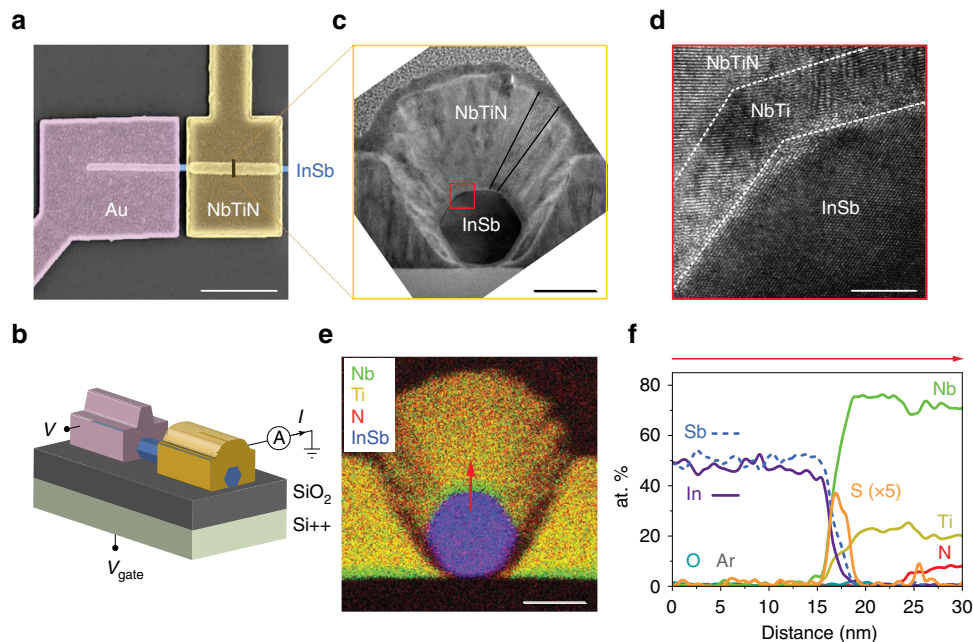 a
Au
NbTiN
InSb
c
NbTiN
InSb
d
NbTiN
NbTi
InSb
b
V
A
I
SiO2
Si++
Vgate
e
Nb
Ti
N
InSb
f
80
60
40
20
0
at. %
Nb
Sb
In
S (×5)
Ti
N
O
Ar
0
5
10
15
20
25
30
Distance (nm)